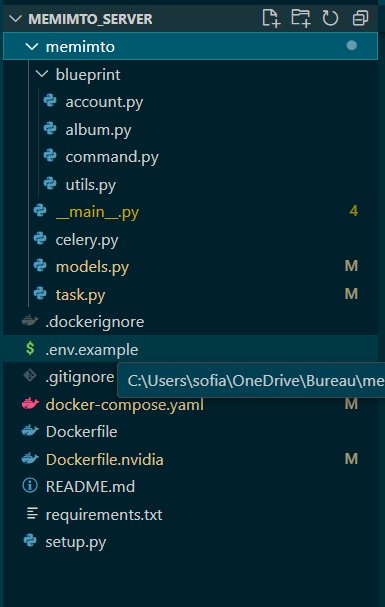 MEMIMTO_SERVER
memimto
blueprint
account.py
album.py
command.py
utils.py
__main__.py 4
celery.py
models.py M
task.py M
.dockerignore
$ .env.example
.gitignore
C:\Users\sofia\OneDrive\Bureau\me
docker-compose.yaml M
Dockerfile
Dockerfile.nvidia M
README.md
requirements.txt
setup.py